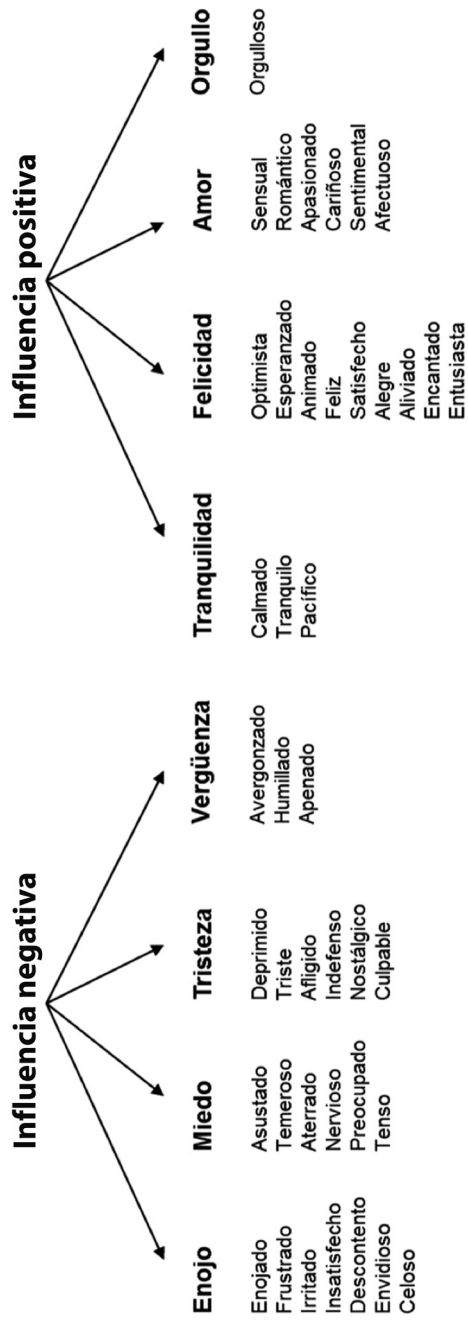 Influencia negativa
Enojo
Enojado
Frustrado
Irritado
Insatisfecho
Descontento
Envidioso
Celoso
Miedo
Asustado
Temeroso
Aterrado
Nervioso
Preocupado
Tenso
Tristeza
Deprimido
Triste
Afligido
Indefenso
Nostálgico
Culpable
Vergüenza
Avergonzado
Humillado
Apenado
Influencia positiva
Tranquilidad
Calmado
Tranquilo
Pacífico
Felicidad
Optimista
Esperanzado
Animado
Feliz
Satisfecho
Alegre
Aliviado
Encantado
Entusiasta
Amor
Sensual
Romántico
Apasionado
Cariñoso
Sentimental
Afectuoso
Orgullo
Orgulloso